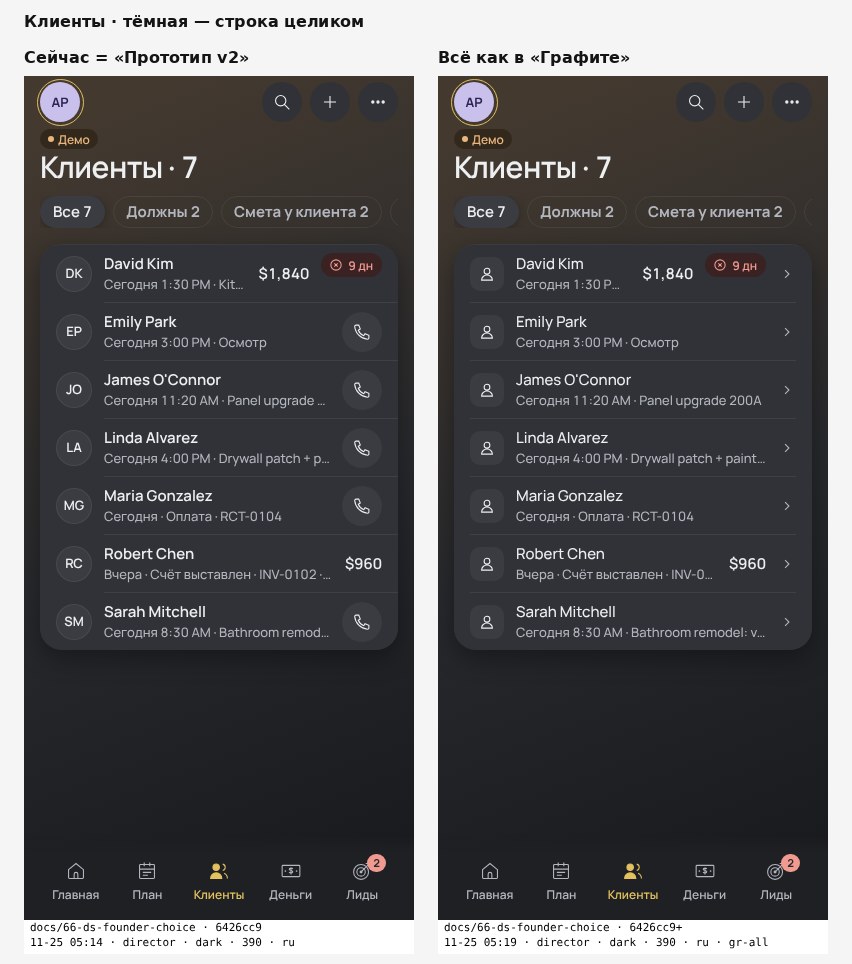 Клиенты · тёмная — строка целиком
Сейчас = «Прототип v2»
AP
Демо
Клиенты · 7
Все 7
Должны 2
Смета у клиента 2
DK
David Kim
Сегодня 1:30 PM · Kit…
$1,840
9 дн
EP
Emily Park
Сегодня 3:00 PM · Осмотр
JO
James O'Connor
Сегодня 11:20 AM · Panel upgrade …
LA
Linda Alvarez
Сегодня 4:00 PM · Drywall patch + p…
MG
Maria Gonzalez
Сегодня · Оплата · RCT-0104
RC
Robert Chen
Вчера · Счёт выставлен · INV-0102 ·…
$960
SM
Sarah Mitchell
Сегодня 8:30 AM · Bathroom remod…
Главная
План
Клиенты
Деньги
Лиды
2
docs/66-ds-founder-choice · 6426cc9
11-25 05:14 · director · dark · 390 · ru
Всё как в «Графите»
AP
Демо
Клиенты · 7
Все 7
Должны 2
Смета у клиента 2
David Kim
Сегодня 1:30 P…
$1,840
9 дн
Emily Park
Сегодня 3:00 PM · Осмотр
James O'Connor
Сегодня 11:20 AM · Panel upgrade 200A
Linda Alvarez
Сегодня 4:00 PM · Drywall patch + paint…
Maria Gonzalez
Сегодня · Оплата · RCT-0104
Robert Chen
Вчера · Счёт выставлен · INV-0…
$960
Sarah Mitchell
Сегодня 8:30 AM · Bathroom remodel: v…
Главная
План
Клиенты
Деньги
Лиды
2
docs/66-ds-founder-choice · 6426cc9+
11-25 05:19 · director · dark · 390 · ru · gr-all